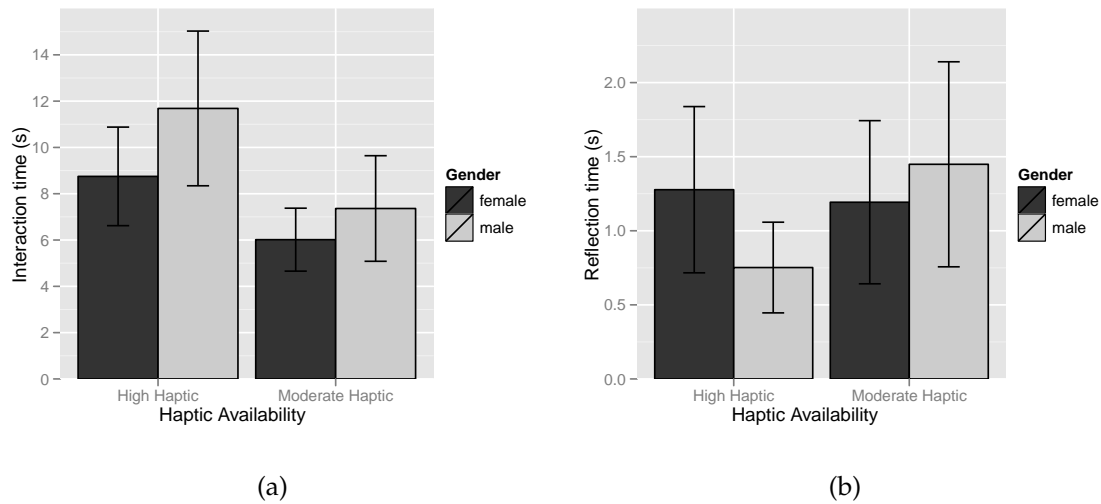 14
12
10
8
6
4
2
0
Interaction time (s)
High Haptic Moderate Haptic
Haptic Availability
Gender
female
male
(a)
2.0
1.5
1.0
0.5
0.0
Reflection time (s)
High Haptic Moderate Haptic
Haptic Availability
Gender
female
male
(b)